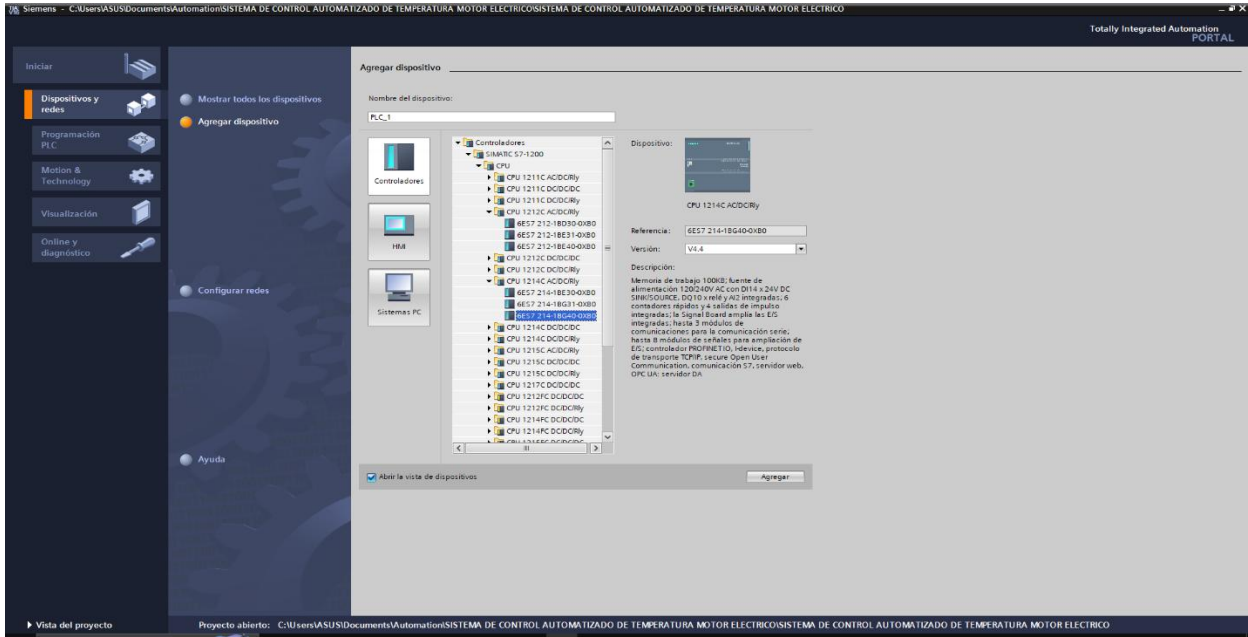 Siemens - C:\Users\ASUS\Documents\Automation\SISTEMA DE CONTROL AUTOMATIZADO DE TEMPERATURA MOTOR ELECTRICO\SISTEMA DE CONTROL AUTOMATIZADO DE TEMPERATURA MOTOR ELECTRICO
Totally Integrated Automation
PORTAL
Iniciar
Dispositivos y
redes
Programación
PLC
Motion &
Technology
Visualización
Online y
diagnóstico
Mostrar todos los dispositivos
Agregar dispositivo
Configurar redes
Ayuda
Agregar dispositivo
Nombre del dispositivo:
PLC_1
Controladores
HMI
Sistemas PC
Controladores
SIMATIC S7-1200
CPU
CPU 1211C AC/DC/Rly
CPU 1211C DC/DC/DC
CPU 1211C DC/DC/Rly
CPU 1212C AC/DC/Rly
6ES7 212-1BD30-0XB0
6ES7 212-1BE31-0XB0
6ES7 212-1BE40-0XB0
CPU 1212C DC/DC/DC
CPU 1212C DC/DC/Rly
CPU 1214C AC/DC/Rly
6ES7 214-1BE30-0XB0
6ES7 214-1BG31-0XB0
6ES7 214-1BG40-0XB0
CPU 1214C DC/DC/DC
CPU 1214C DC/DC/Rly
CPU 1215C AC/DC/Rly
CPU 1215C DC/DC/DC
CPU 1215C DC/DC/Rly
CPU 1217C DC/DC/DC
CPU 1212FC DC/DC/DC
CPU 1212FC DC/DC/Rly
CPU 1214FC DC/DC/DC
CPU 1214FC DC/DC/Rly
CPU 1215FC DC/DC/DC
Dispositivo:
CPU 1214C AC/DC/Rly
Referencia: 6ES7 214-1BG40-0XB0
Versión: V4.4
Descripción:
Memoria de trabajo 100KB; fuente de
alimentación 120/240V AC con DI14 x 24V DC
SINK/SOURCE, DQ10 x relé y AI2 integradas; 6
contadores rápidos y 4 salidas de impulso
integradas; la Signal Board amplía las E/S
integradas; hasta 3 módulos de
comunicaciones para la comunicación serie;
hasta 8 módulos de señales para ampliación de
E/S; controlador PROFINET IO, I-device, protocolo
de transporte TCP/IP, secure Open User
Communication, comunicación S7, servidor web,
OPC UA: servidor DA
Abrir la vista de dispositivos
Agregar
Vista del proyecto
Proyecto abierto: C:\Users\ASUS\Documents\Automation\SISTEMA DE CONTROL AUTOMATIZADO DE TEMPERATURA MOTOR ELECTRICO\SISTEMA DE CONTROL AUTOMATIZADO DE TEMPERATURA MOTOR ELECTRICO